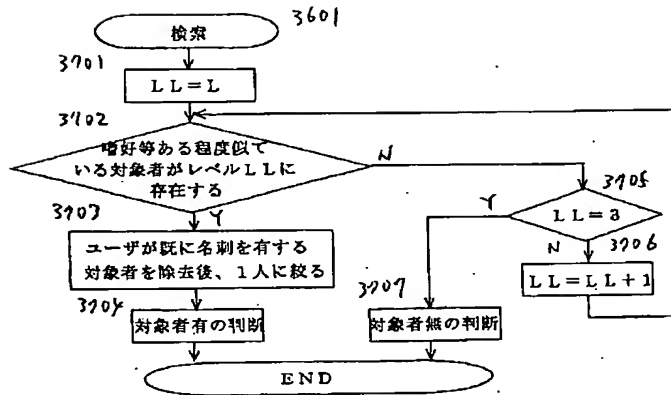 3601
検索
3701
LL=L
3702
嗜好等ある程度似て
いる対象者がレベルLLに
存在する
N
Y
3703
ユーザが既に名刺を有する
対象者を除去後、1人に絞る
3704
対象者有の判断
3705
LL=3
Y
N
3706
LL=LL+1
3707
対象者無の判断
END